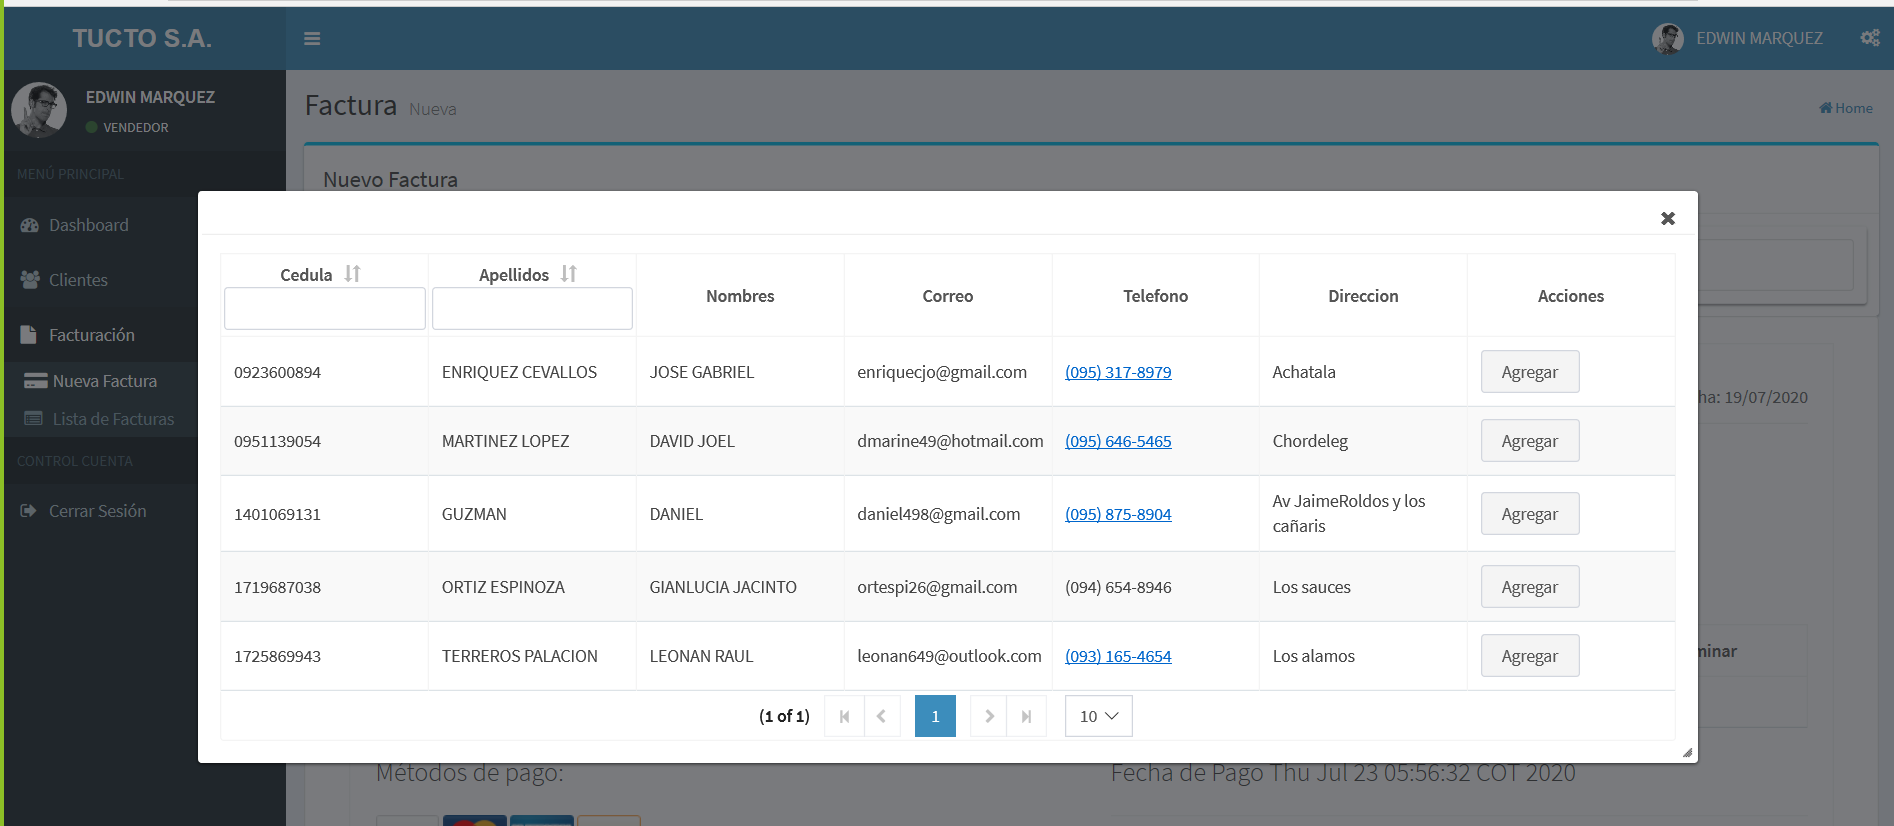 TUCTO S.A.
EDWIN MARQUEZ
EDWIN MARQUEZ
VENDEDOR
MENÚ PRINCIPAL
Dashboard
Clientes
Facturación
Nueva Factura
Lista de Facturas
CONTROL CUENTA
Cerrar Sesión
Factura Nueva
Home
Nuevo Factura
Cedula Apellidos Nombres Correo Telefono Direccion Acciones
0923600894 ENRIQUEZ CEVALLOS JOSE GABRIEL enriquecjo@gmail.com (095) 317-8979 Achatala Agregar
0951139054 MARTINEZ LOPEZ DAVID JOEL dmarine49@hotmail.com (095) 646-5465 Chordeleg Agregar
1401069131 GUZMAN DANIEL daniel498@gmail.com (095) 875-8904 Av JaimeRoldos y los
cañaris Agregar
1719687038 ORTIZ ESPINOZA GIANLUCIA JACINTO ortespi26@gmail.com (094) 654-8946 Los sauces Agregar
1725869943 TERREROS PALACION LEONAN RAUL leonan649@outlook.com (093) 165-4654 Los alamos Agregar
(1 of 1) 1 10
ha: 19/07/2020
minar
Métodos de pago:
Fecha de Pago Thu Jul 23 05:56:32 COT 2020